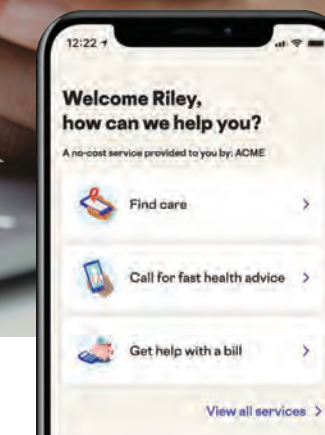 12:22
Welcome Riley,
how can we help you?
A no-cost service provided to you by: ACME
Find care
Call for fast health advice
Get help with a bill
View all services